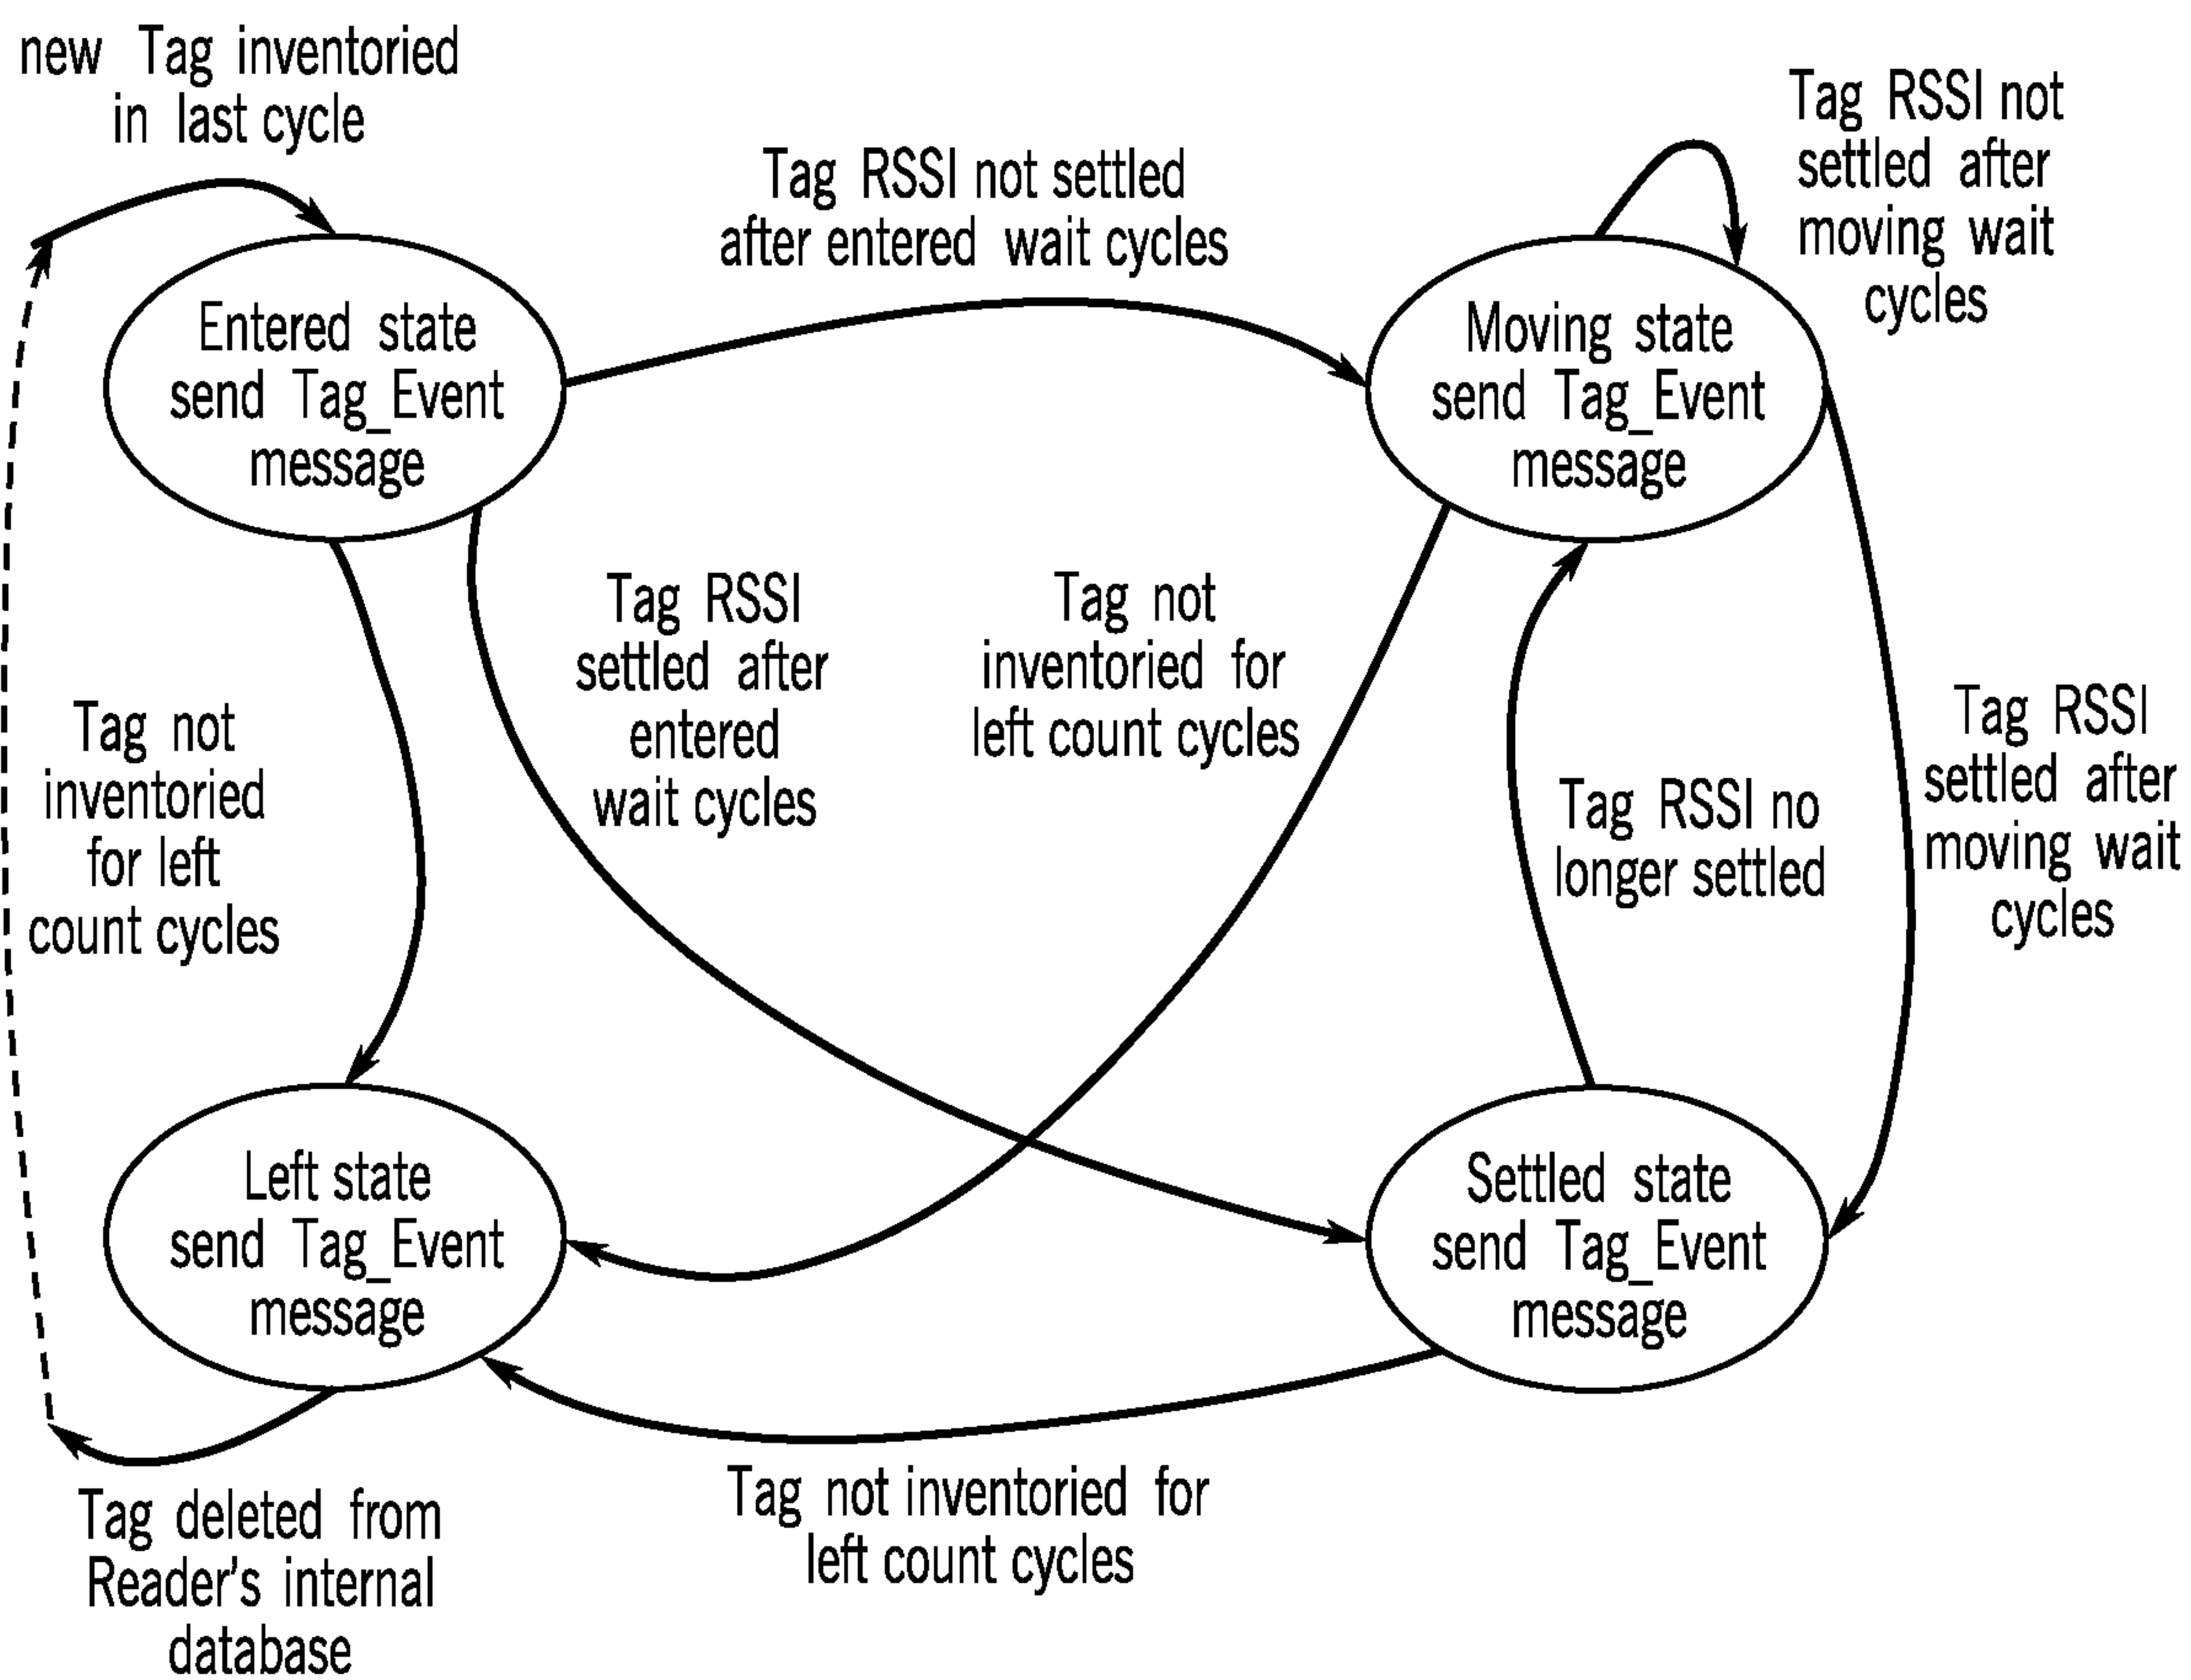 new Tag inventoried
in last cycle
Tag RSSI not settled
after entered wait cycles
Tag RSSI not
settled after
moving wait
cycles
Entered state
send Tag_Event
message
Moving state
send Tag_Event
message
Tag not
inventoried
for left
count cycles
Tag RSSI
settled after
entered
wait cycles
Tag not
inventoried for
left count cycles
Tag RSSI no
longer settled
Tag RSSI
settled after
moving wait
cycles
Left state
send Tag_Event
message
Settled state
send Tag_Event
message
Tag deleted from
Reader's internal
database
Tag not inventoried for
left count cycles